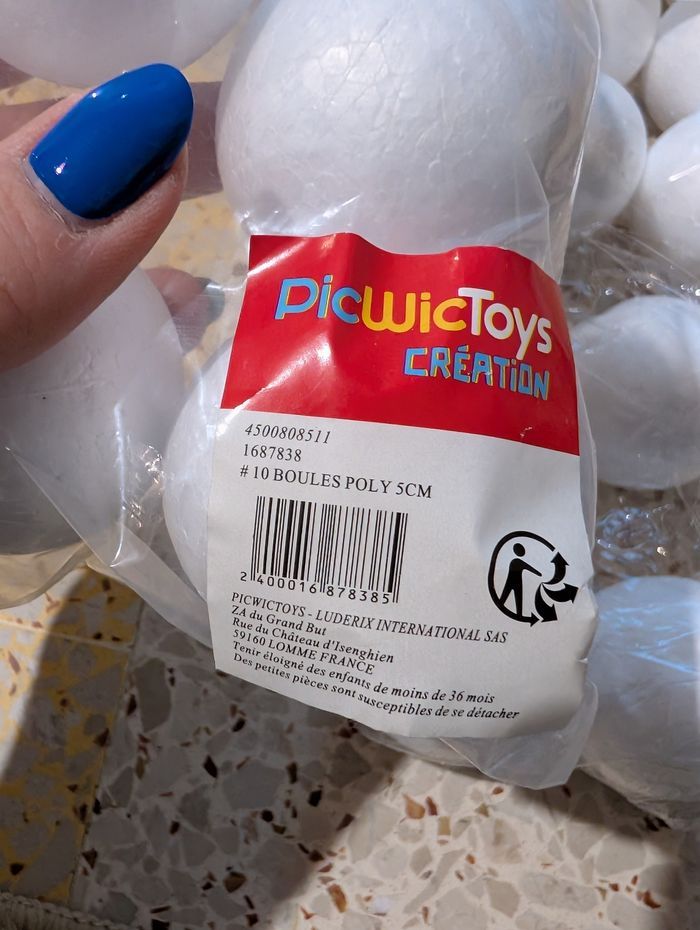 PicWicToys
CRÉATION
4500808511
1687838
# 10 BOULES POLY 5CM
2 400016 878385
PICWICTOYS - LUDERIX INTERNATIONAL SAS
ZA du Grand But
Rue du Château d'Isenghien
59160 LOMME FRANCE
Tenir éloigné des enfants de moins de 36 mois
Des petites pièces sont susceptibles de se détacher